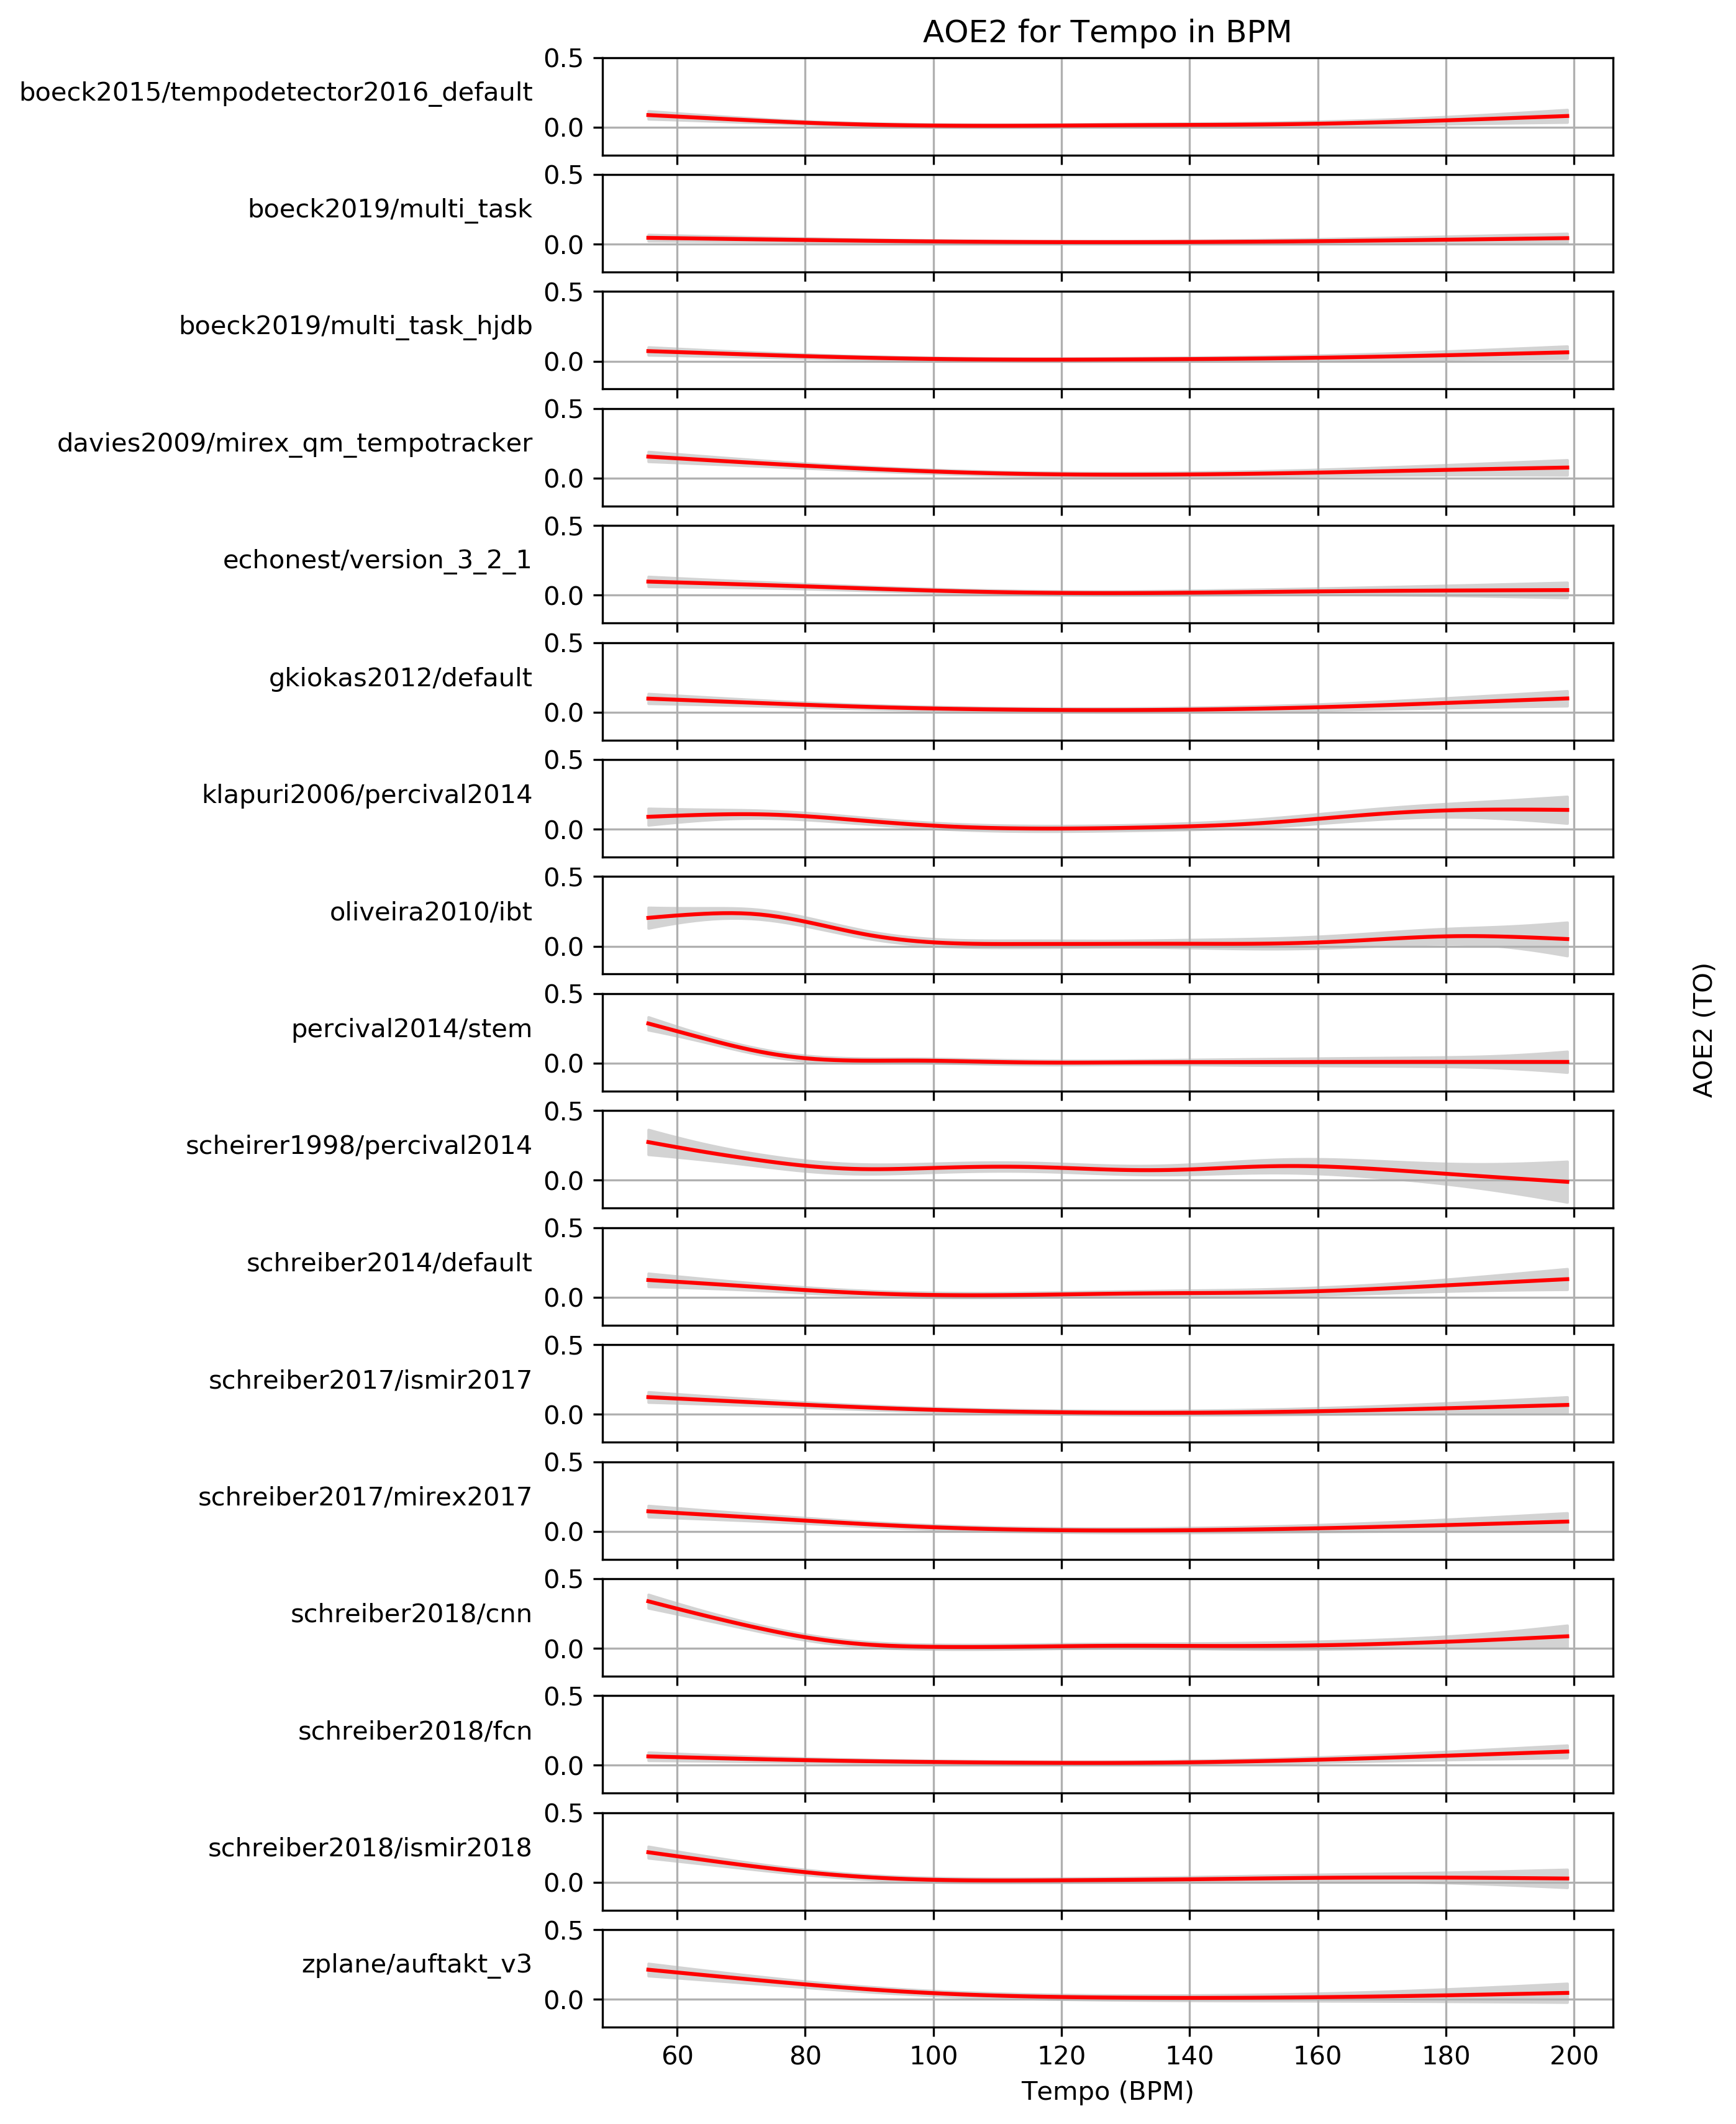 AOE2 for Tempo in BPM
0.5
boeck2015/tempodetector2016_default
0.0
0.5
boeck2019/multi_task
0.0
0.5
boeck2019/multi_task_hjdb
0.0
0.5
davies2009/mirex_qm_tempotracker
0.0
0.5
echonest/version_3_2_1
0.0
0.5
gkiokas2012/default
0.0
0.5
klapuri2006/percival2014
0.0
0.5
oliveira2010/ibt
0.0
0.5
percival2014/stem
0.0
AOE2 (TO)
0.5
scheirer1998/percival2014
0.0
0.5
schreiber2014/default
0.0
0.5
schreiber2017/ismir2017
0.0
0.5
schreiber2017/mirex2017
0.0
0.5
schreiber2018/cnn
0.0
0.5
schreiber2018/fcn
0.0
0.5
schreiber2018/ismir2018
0.0
0.5
zplane/auftakt_v3
0.0
60 80 100 120 140 160 180 200
Tempo (BPM)